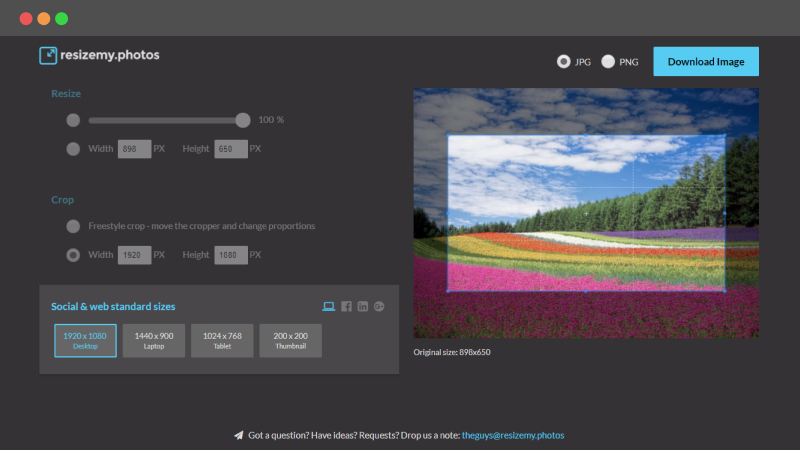 resizemy.photos
JPG PNG Download Image
Resize
100 %
Width 898 PX Height 650 PX
Crop
Freestyle crop - move the cropper and change proportions
Width 1920 PX Height 1080 PX
Social & web standard sizes
1920 x 1080 1440 x 900 1024 x 768 200 x 200
Desktop Laptop Tablet Thumbnail
Original size: 898x650
Got a question? Have ideas? Requests? Drop us a note: theguys@resizemy.photos